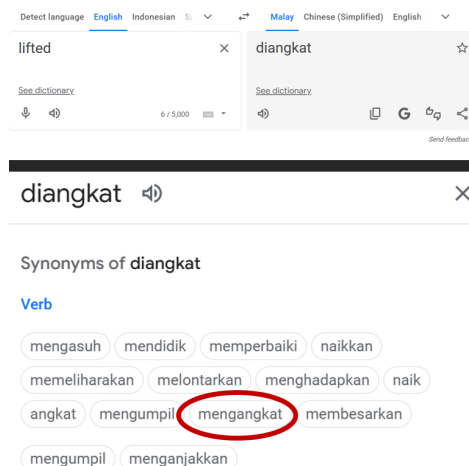 Detect language English Indonesian Malay Chinese (Simplified) English
lifted diangkat
See dictionary See dictionary
6 / 5,000
Send feedbac
diangkat
Synonyms of diangkat
Verb
mengasuh mendidik memperbaiki naikkan
memeliharakan melontarkan menghadapkan naik
angkat mengumpil mengangkat membesarkan
mengumpil menganjakkan